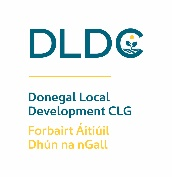 DLDC
Donegal Local
Development CLG
Forbairt Áitiúil
Dhún na nGall